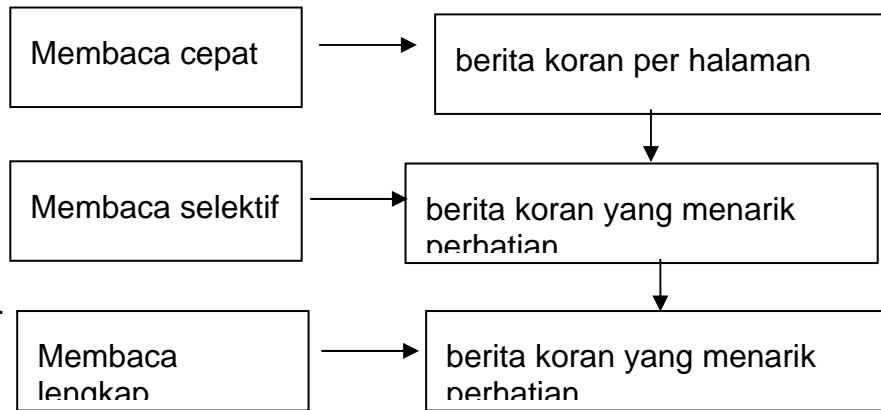 Membaca cepat
berita koran per halaman
Membaca selektif
berita koran yang menarik
perhatian
Membaca
lengkap
berita koran yang menarik
perhatian